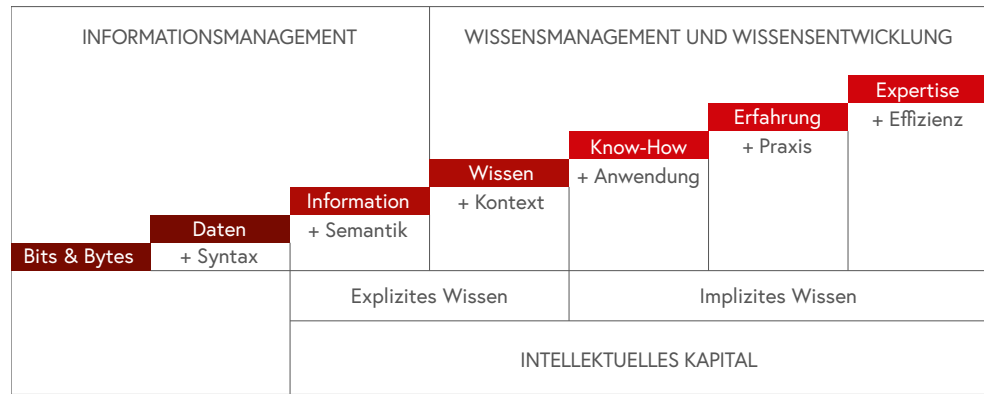 INFORMATIONSMANAGEMENT
WISSENSMANAGEMENT UND WISSENSENTWICKLUNG
Expertise
+ Effizienz
Erfahrung
+ Praxis
Know-How
+ Anwendung
Wissen
+ Kontext
Information
+ Semantik
Daten
+ Syntax
Bits & Bytes
Explizites Wissen
Implizites Wissen
INTELLEKTUELLES KAPITAL